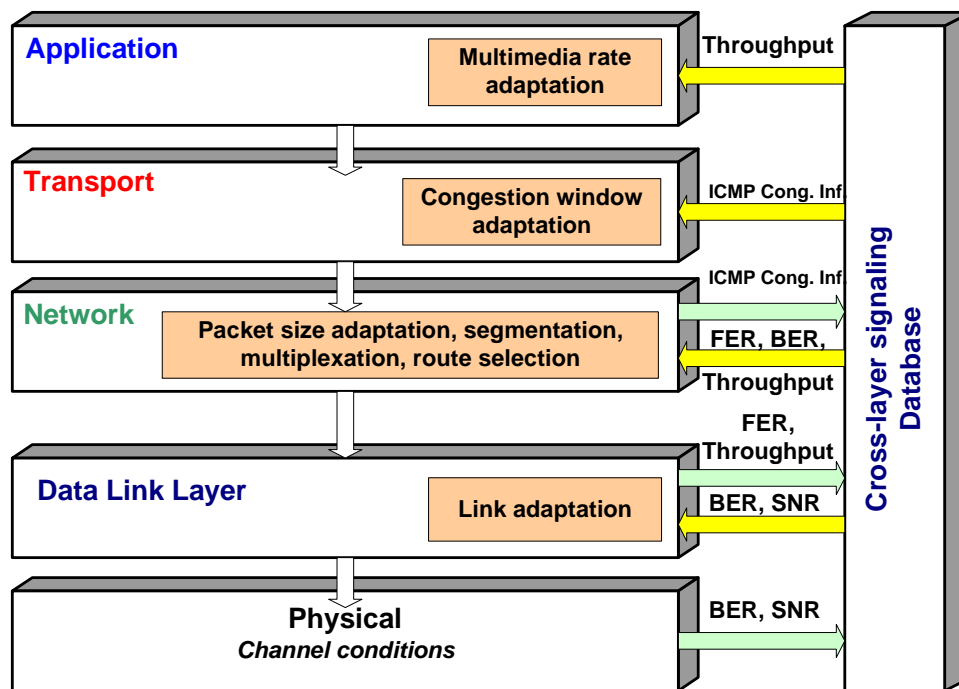 Application
Multimedia rate
adaptation
Throughput
Transport
Congestion window
adaptation
ICMP Cong. Inf.
Network
Packet size adaptation, segmentation,
multiplexation, route selection
ICMP Cong. Inf.
FER, BER,
Throughput
Data Link Layer
Link adaptation
FER,
Throughput
BER, SNR
Physical
Channel conditions
BER, SNR
Cross-layer signaling
Database